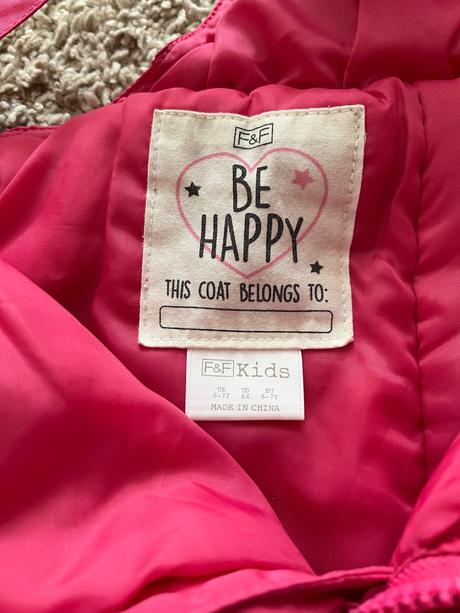 F&F
BE
HAPPY
THIS COAT BELONGS TO:
F&F Kids
UK US EU
6-7Y 6X 6-7Y
MADE IN CHINA